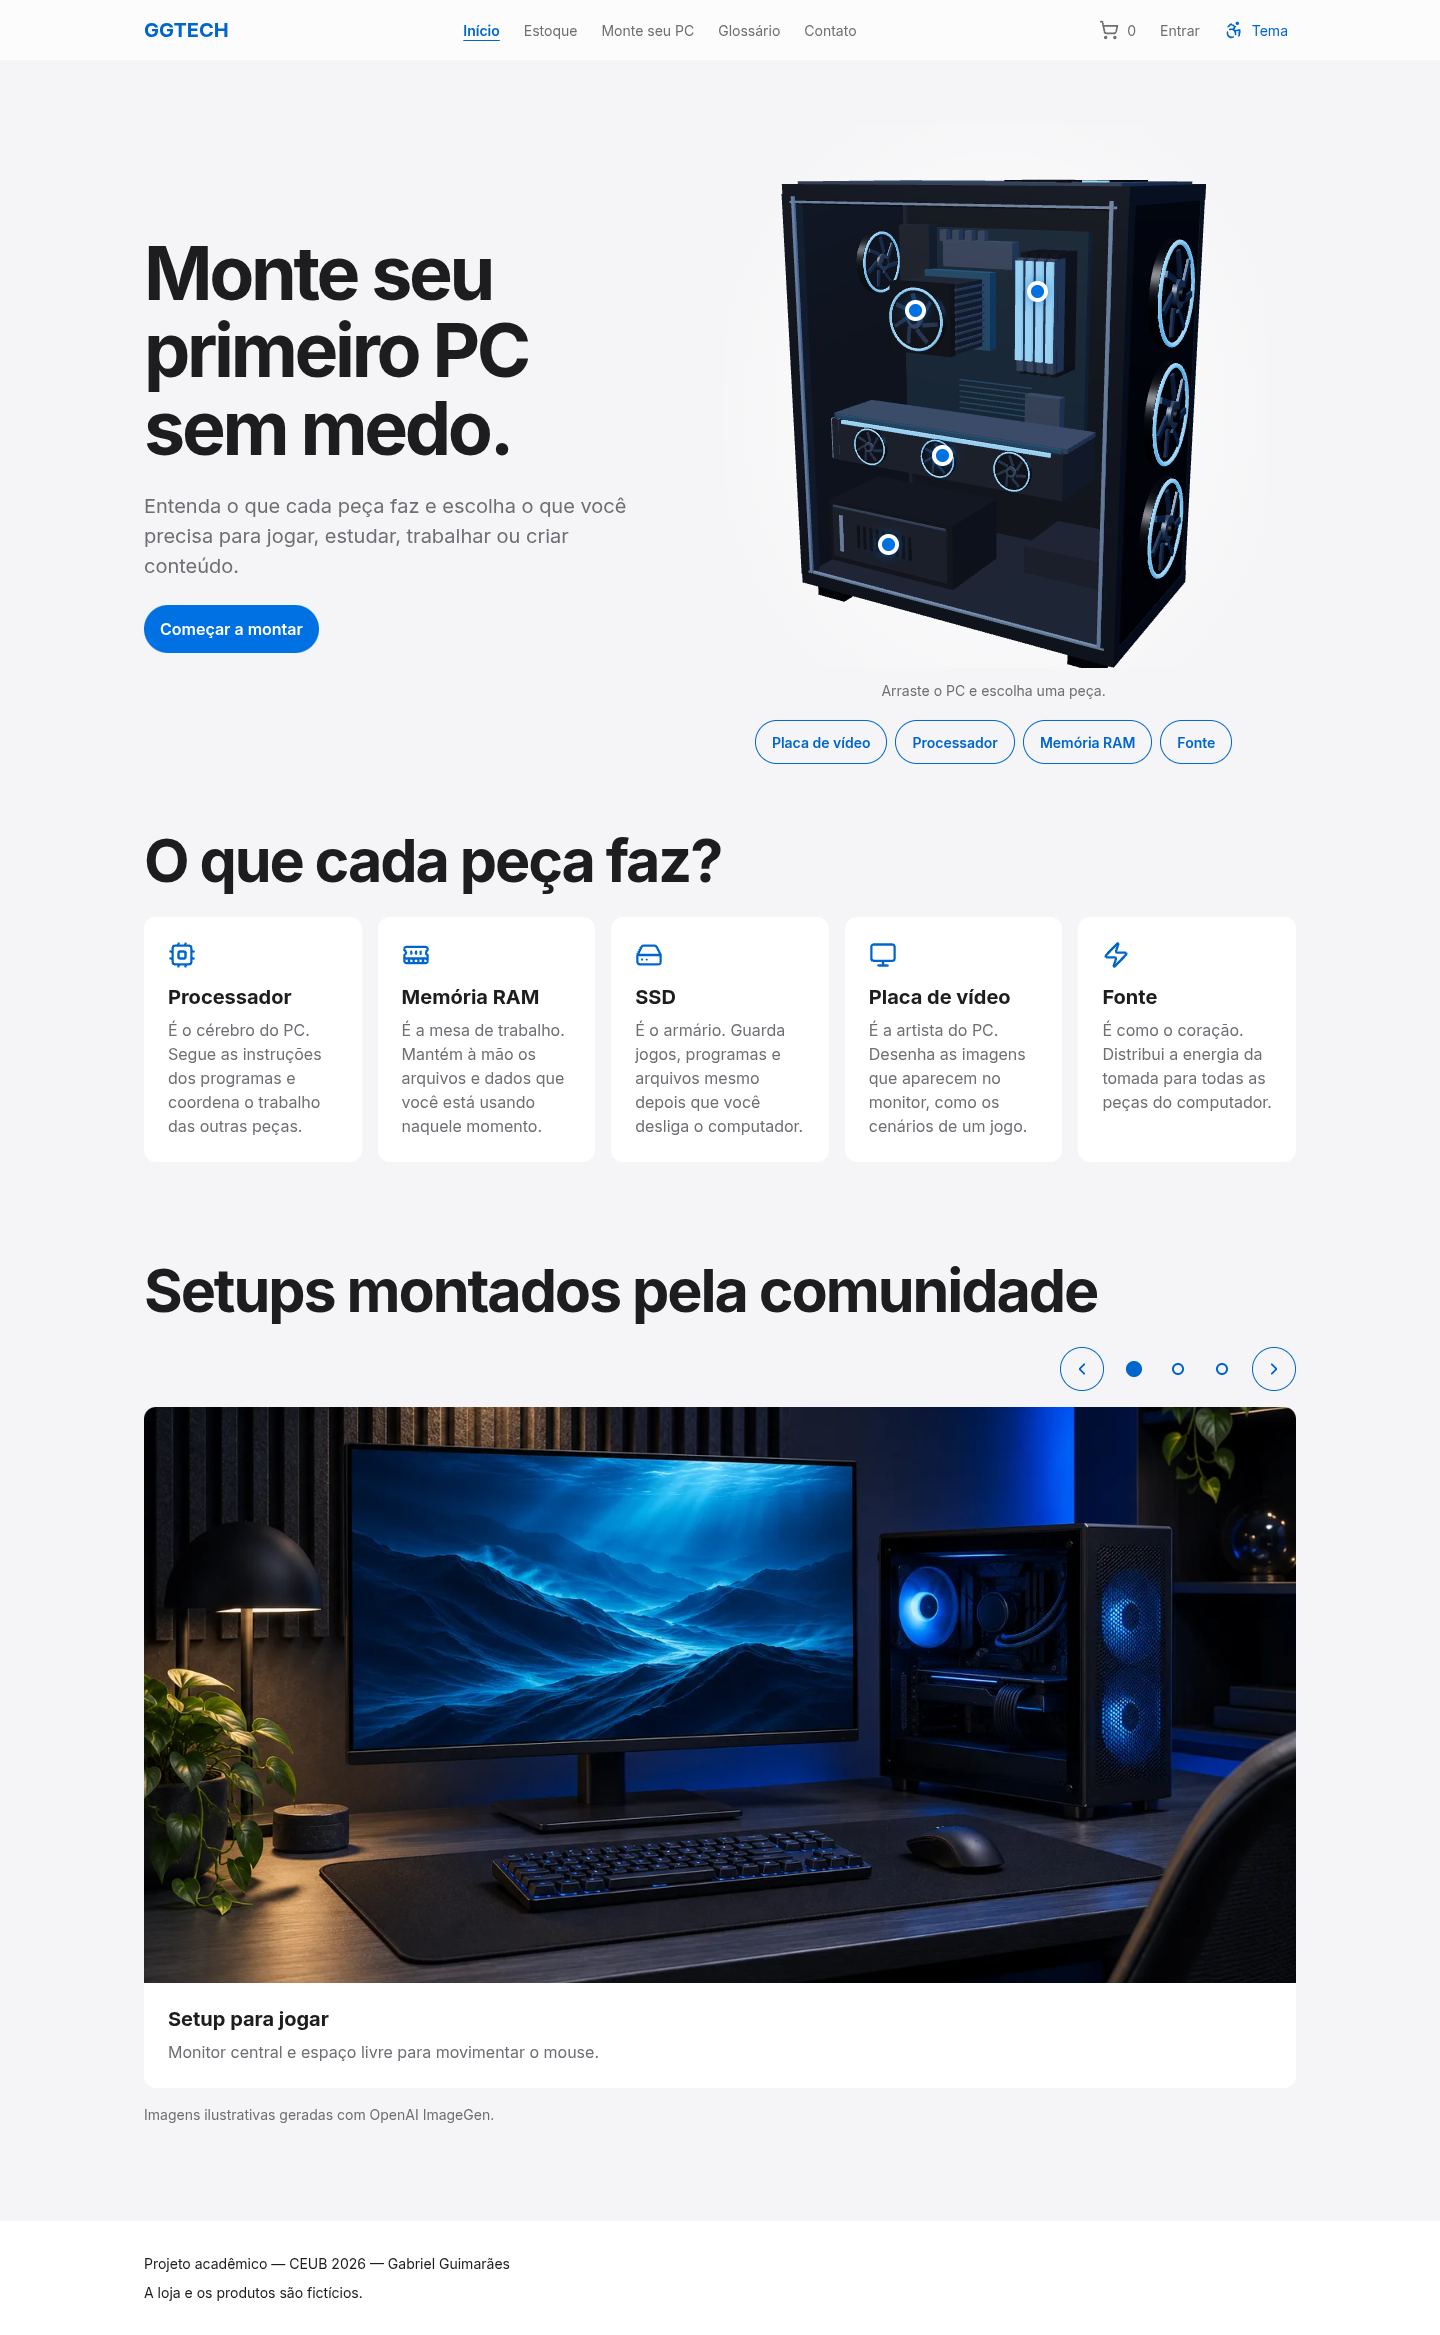 GGTECH
Início
Estoque
Monte seu PC
Glossário
Contato
0
Entrar
Tema
Monte seu
primeiro PC
sem medo.
Entenda o que cada peça faz e escolha o que você
precisa para jogar, estudar, trabalhar ou criar
conteúdo.
Começar a montar
Arraste o PC e escolha uma peça.
Placa de vídeo
Processador
Memória RAM
Fonte
O que cada peça faz?
Processador
É o cérebro do PC.
Segue as instruções
dos programas e
coordena o trabalho
das outras peças.
Memória RAM
É a mesa de trabalho.
Mantém à mão os
arquivos e dados que
você está usando
naquele momento.
SSD
É o armário. Guarda
jogos, programas e
arquivos mesmo
depois que você
desliga o computador.
Placa de vídeo
É a artista do PC.
Desenha as imagens
que aparecem no
monitor, como os
cenários de um jogo.
Fonte
É como o coração.
Distribui a energia da
tomada para todas as
peças do computador.
Setups montados pela comunidade
Setup para jogar
Monitor central e espaço livre para movimentar o mouse.
Imagens ilustrativas geradas com OpenAI ImageGen.
Projeto acadêmico — CEUB 2026 — Gabriel Guimarães
A loja e os produtos são fictícios.